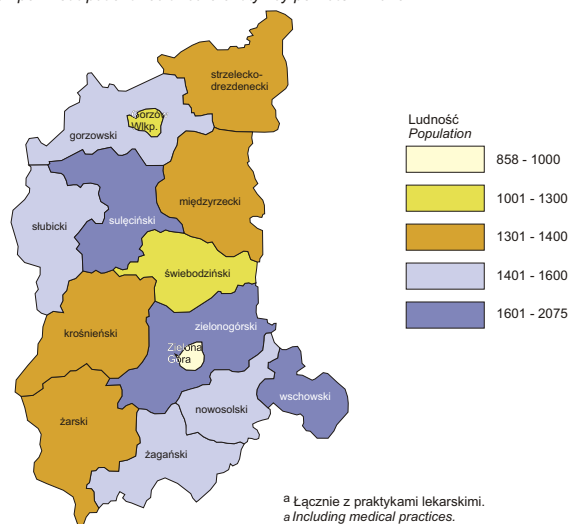 strzelecko-
drezdenecki
Gorzów
Wlkp.
gorzowski
Ludność
Population
858 - 1000
1001 - 1300
1301 - 1400
1401 - 1600
1601 - 2075
międzyrzecki
sulęciński
słubicki
świebodziński
zielonogórski
krośnieński
Zielona
Góra
wschowski
nowosolski
żarski
żagański
a Łącznie z praktykami lekarskimi.
a Including medical practices.